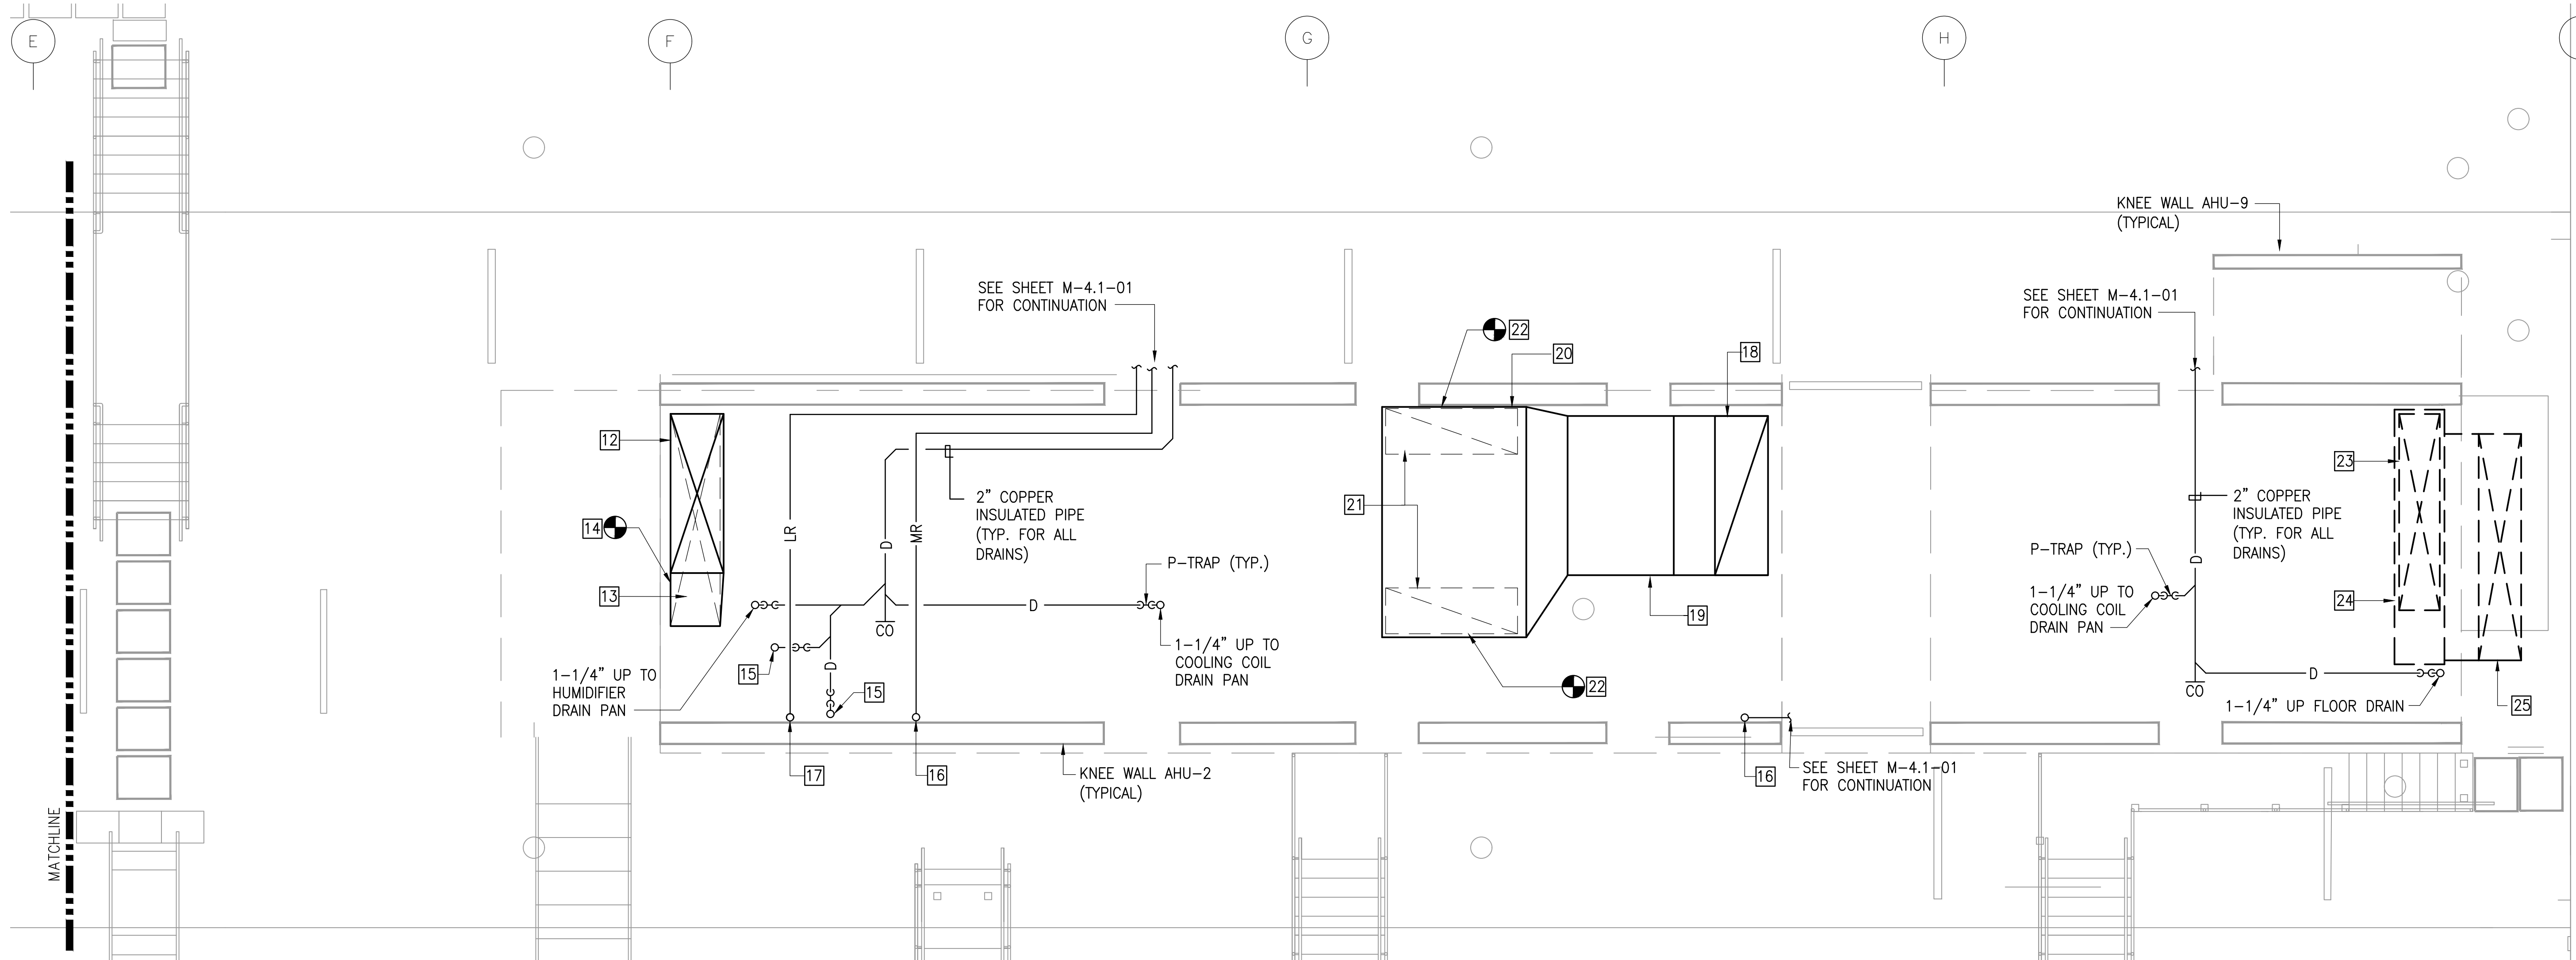 E
F
G
H
KNEE WALL AHU-9
(TYPICAL)
SEE SHEET M-4.1-01
FOR CONTINUATION
SEE SHEET M-4.1-01
FOR CONTINUATION
22
20
18
12
14
13
21
19
LR
D
MR
2" COPPER
INSULATED PIPE
(TYP. FOR ALL
DRAINS)
P-TRAP (TYP.)
D
CO
1-1/4" UP TO
COOLING COIL
DRAIN PAN
1-1/4" UP TO
HUMIDIFIER
DRAIN PAN
15
D
15
17
16
KNEE WALL AHU-2
(TYPICAL)
22
16
SEE SHEET M-4.1-01
FOR CONTINUATION
23
24
2" COPPER
INSULATED PIPE
(TYP. FOR ALL
DRAINS)
P-TRAP (TYP.)
D
1-1/4" UP TO
COOLING COIL
DRAIN PAN
D
CO
1-1/4" UP FLOOR DRAIN
25
MATCHLINE